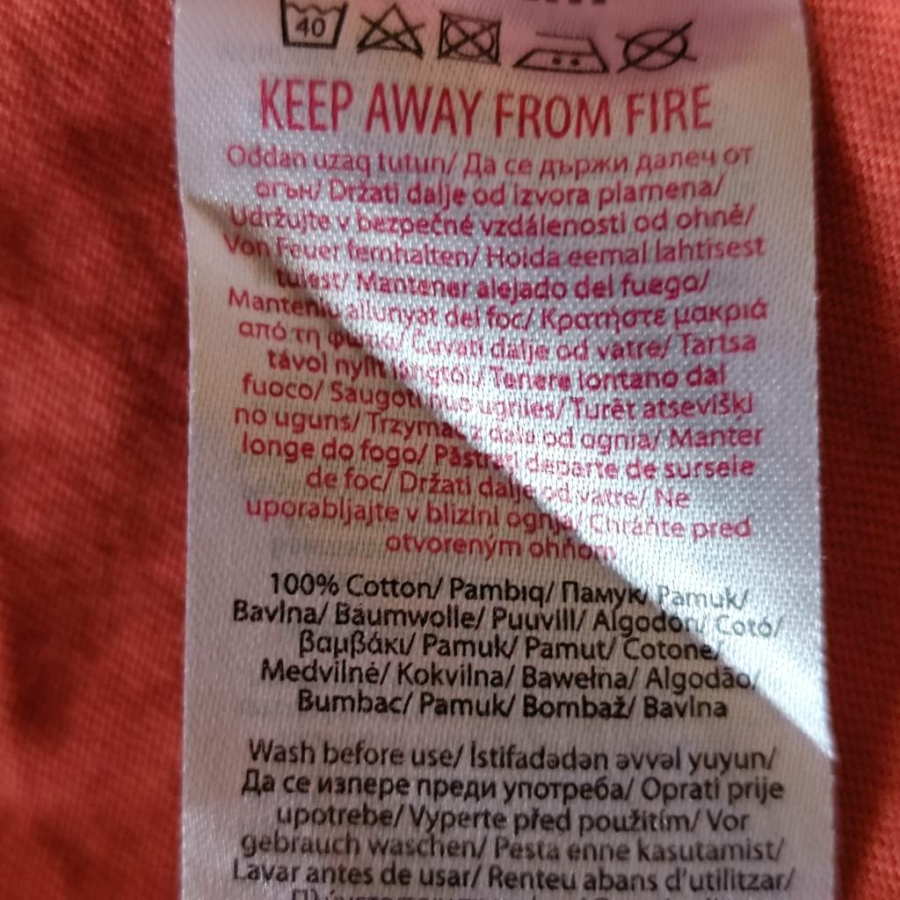 40
KEEP AWAY FROM FIRE
Oddan uzaq tutun/ Да се държи далеч от
огън/ Držati dalje od izvora plamena/
Udržujte v bezpečné vzdálenosti od ohně/
Von Feuer fernhalten/ Hoida eemal lahtisest
tulest/ Mantener alejado del fuego/
Mantenir allunyat del foc/ Κρατήστε μακριά
από τη φωτιά/ Čuvati dalje od vatre/ Tartsa
távol nyílt lángtól/ Tenere lontano dal
fuoco/ Saugoti nuo ugnies/ Turēt atsevišķi
no uguns/ Trzymać z dala od ognia/ Manter
longe do fogo/ Păstrați departe de sursele
de foc/ Držati dalje od vatre/ Ne
uporabljajte v bližini ognja/ Chráňte pred
otvoreným ohňom
100% Cotton/ Pambıq/ Памук/ Pamuk/
Bavlna/ Baumwolle/ Puuvill/ Algodon/ Cotó/
βαμβάκι/ Pamuk/ Pamut/ Cotone/
Medvilnė/ Kokvilna/ Bawełna/ Algodão/
Bumbac/ Pamuk/ Bombaž/ Bavlna
Wash before use/ İstifadədən əvvəl yuyun/
Да се изпере преди употреба/ Oprati prije
upotrebe/ Vyperte před použitím/ Vor
gebrauch waschen/ Pesta enne kasutamist/
Lavar antes de usar/ Renteu abans d'utilitzar/